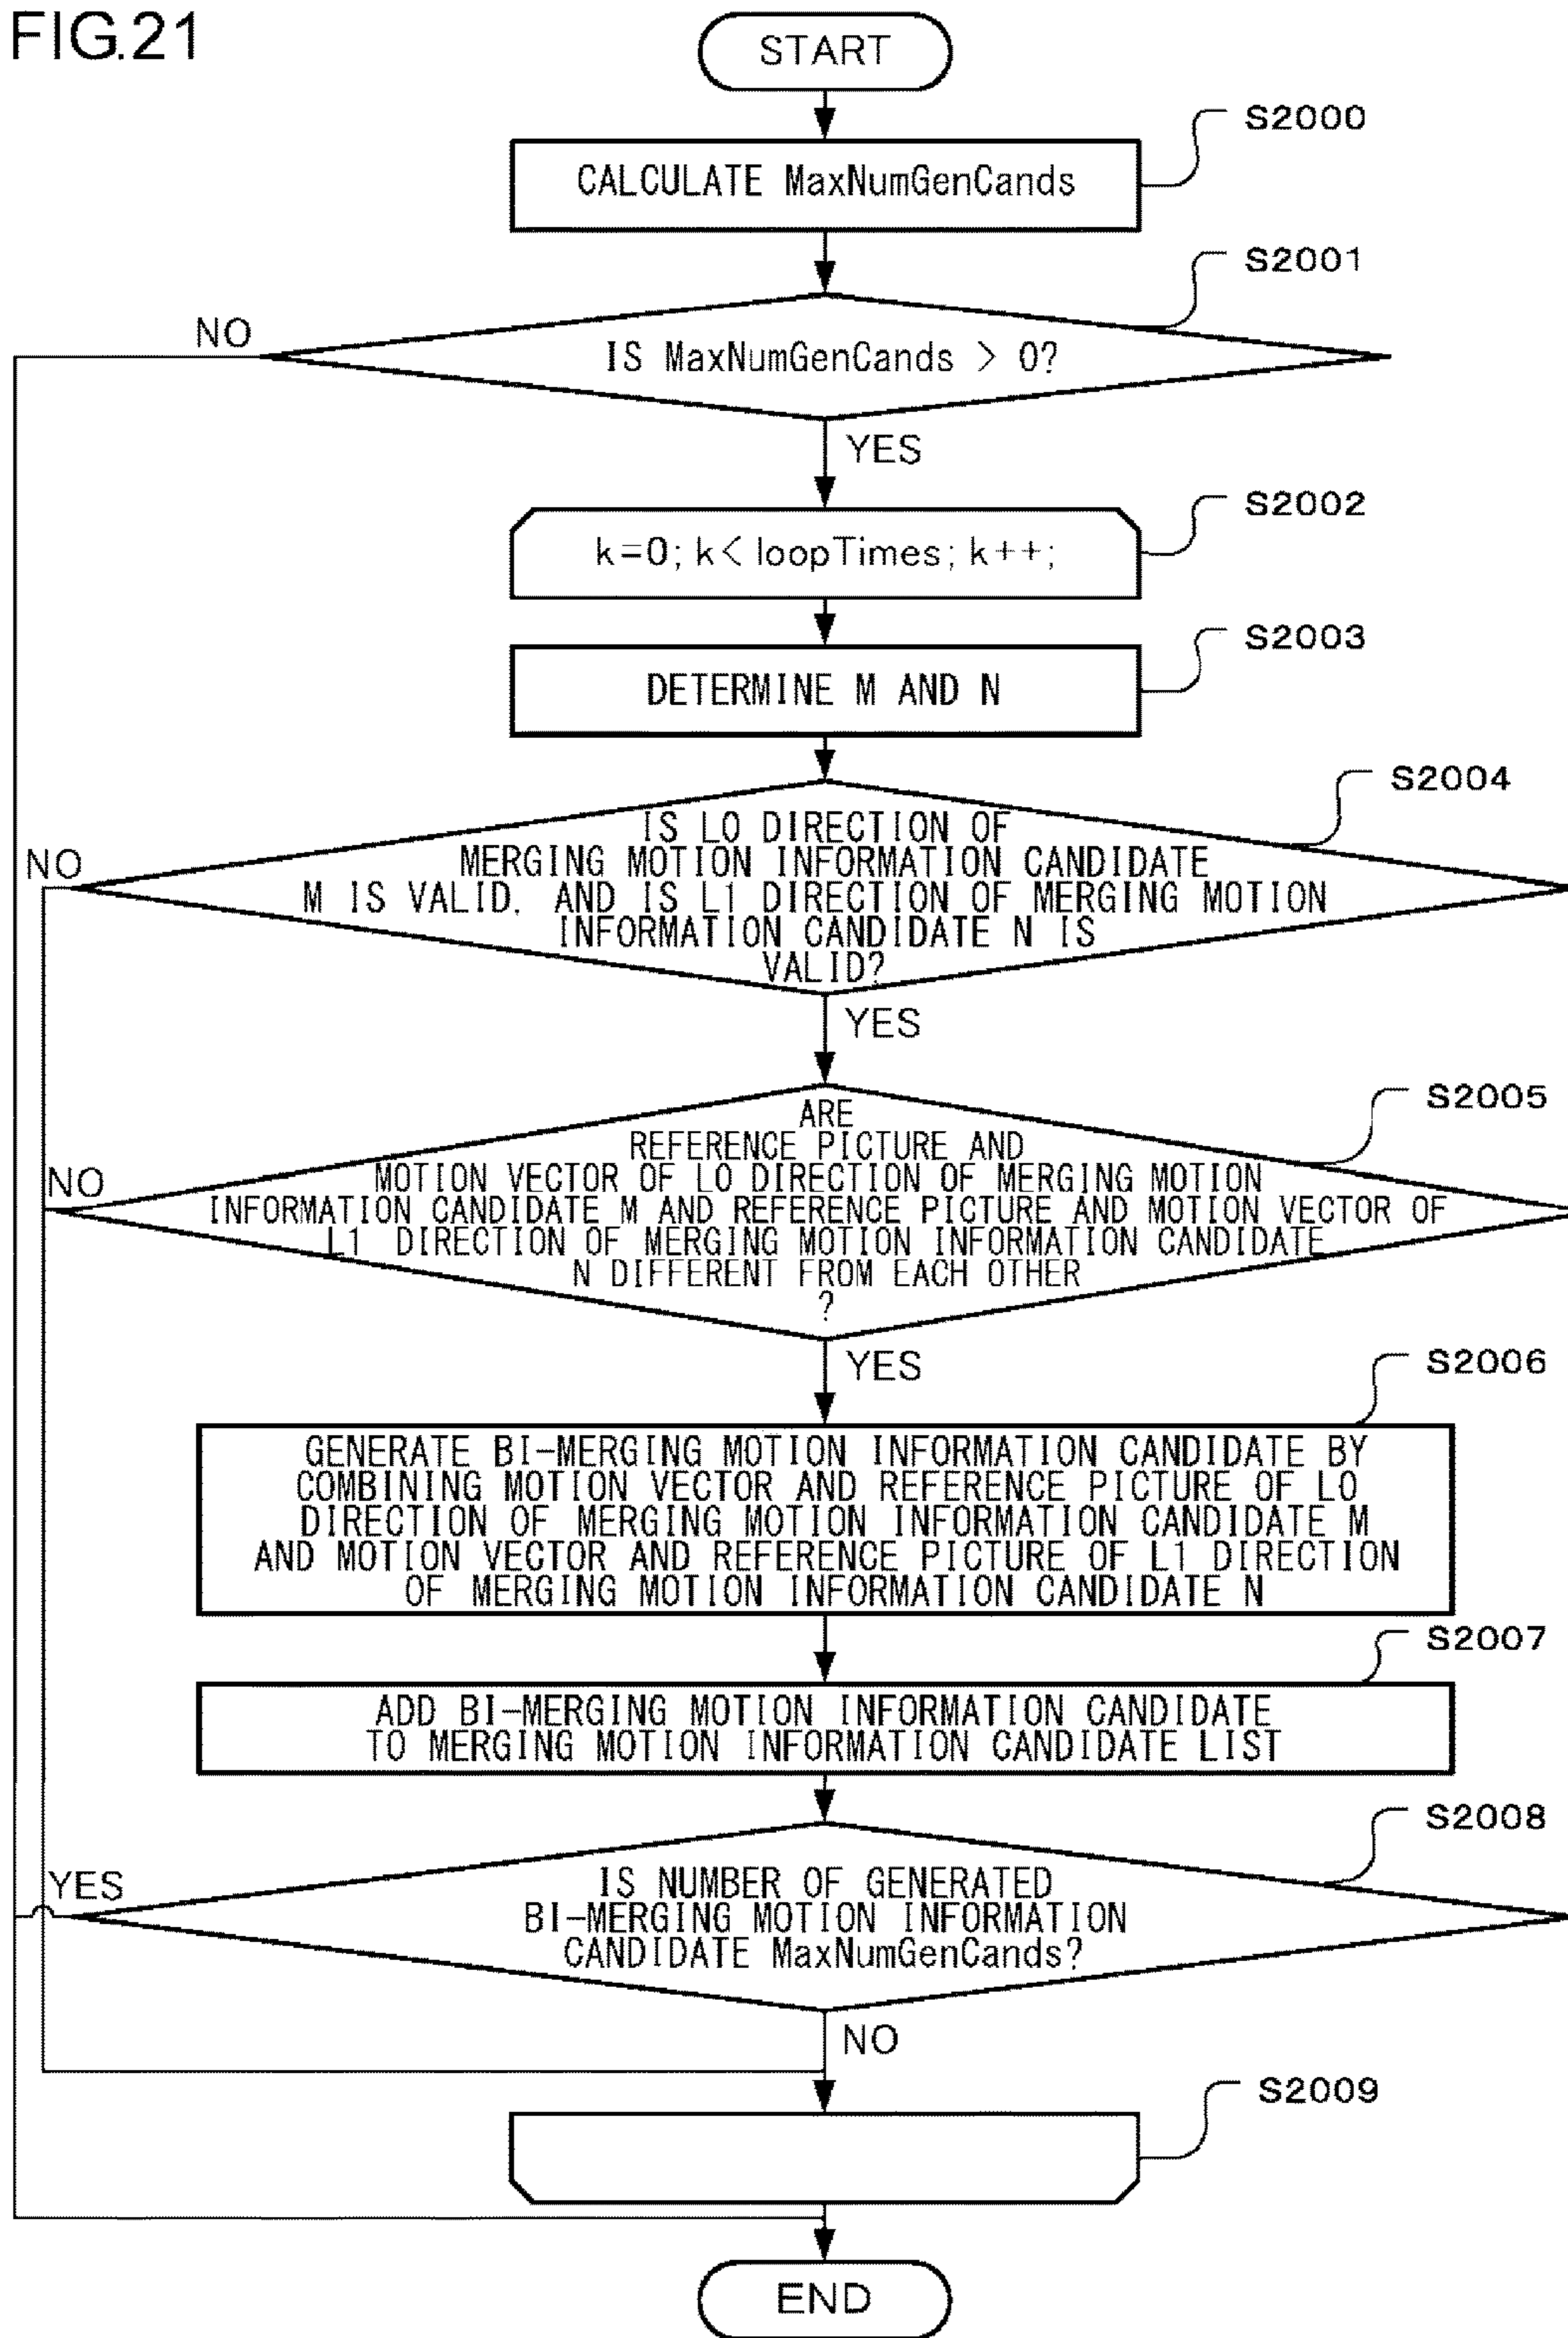 FIG.21
START
S2000
CALCULATE MaxNumGenCands
S2001
NO
IS MaxNumGenCands > 0?
YES
S2002
k=0; k< loopTimes; k++;
S2003
DETERMINE M AND N
S2004
NO
IS L0 DIRECTION OF
MERGING MOTION INFORMATION CANDIDATE
M IS VALID, AND IS L1 DIRECTION OF MERGING MOTION
INFORMATION CANDIDATE N IS
VALID?
YES
S2005
NO
ARE
REFERENCE PICTURE AND
MOTION VECTOR OF L0 DIRECTION OF MERGING MOTION
INFORMATION CANDIDATE M AND REFERENCE PICTURE AND MOTION VECTOR OF
L1 DIRECTION OF MERGING MOTION INFORMATION CANDIDATE
N DIFFERENT FROM EACH OTHER
?
YES
S2006
GENERATE BI-MERGING MOTION INFORMATION CANDIDATE BY
COMBINING MOTION VECTOR AND REFERENCE PICTURE OF L0
DIRECTION OF MERGING MOTION INFORMATION CANDIDATE M
AND MOTION VECTOR AND REFERENCE PICTURE OF L1 DIRECTION
OF MERGING MOTION INFORMATION CANDIDATE N
S2007
ADD BI-MERGING MOTION INFORMATION CANDIDATE
TO MERGING MOTION INFORMATION CANDIDATE LIST
S2008
YES
IS NUMBER OF GENERATED
BI-MERGING MOTION INFORMATION
CANDIDATE MaxNumGenCands?
NO
S2009
END